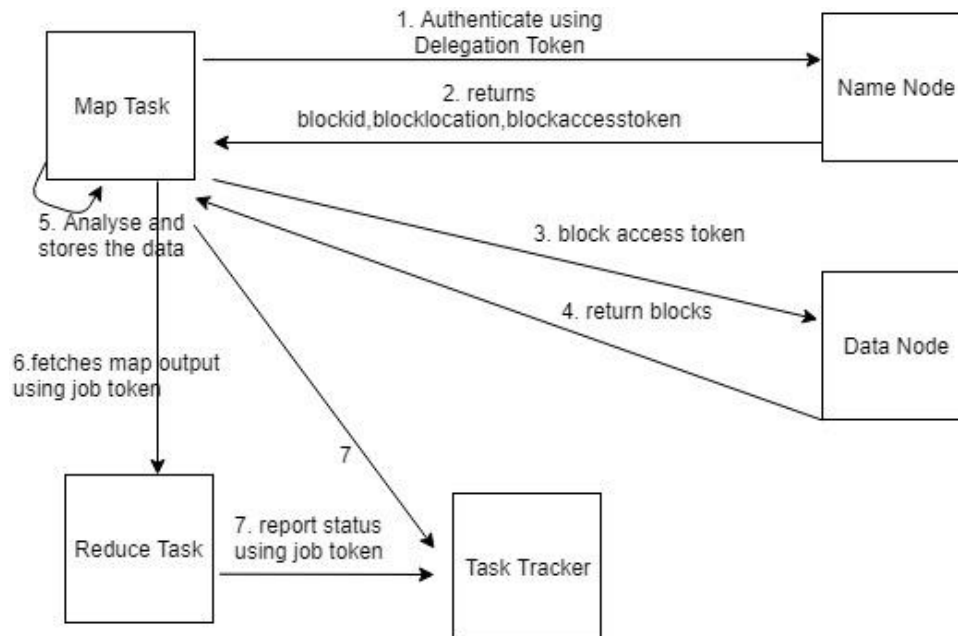 1. Authenticate using
Delegation Token
Map Task
Name Node
2. returns
blockid,blocklocation,blockaccesstoken
5. Analyse and
stores the data
3. block access token
4. return blocks
Data Node
6.fetches map output
using job token
7
Reduce Task
7. report status
using job token
Task Tracker